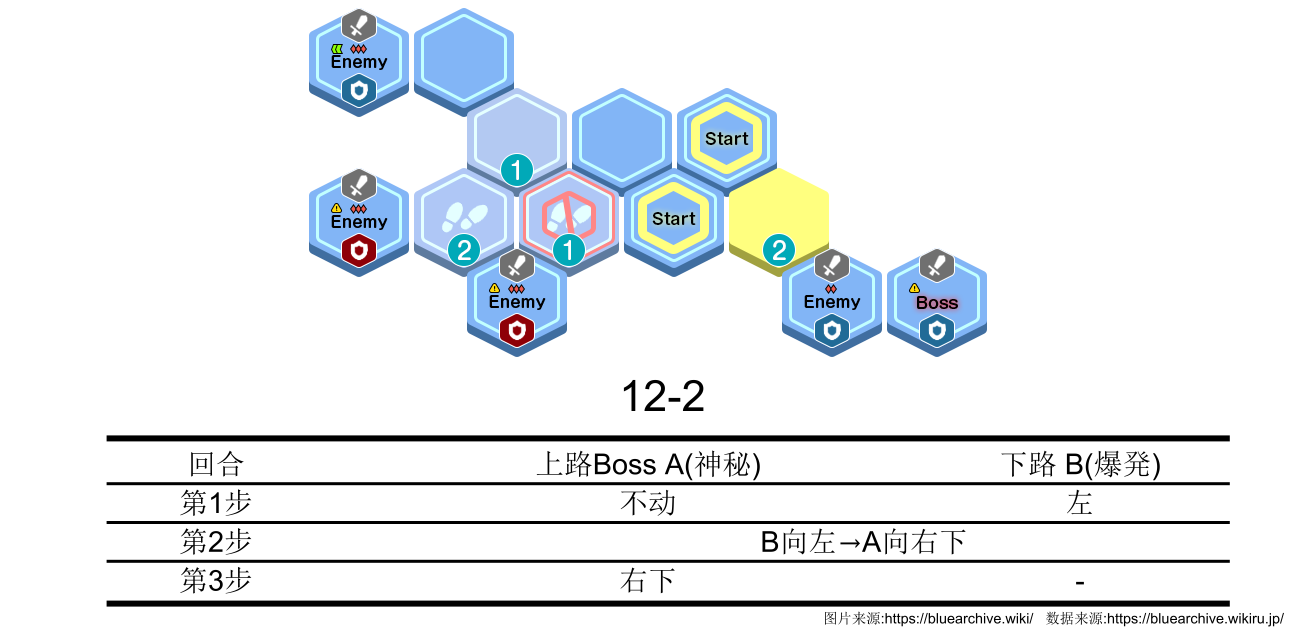 Enemy
Start
1
Enemy
2
1
Start
2
Enemy
Enemy
Boss
12-2
回合 上路Boss A(神秘) 下路 B(爆発)
第1步 不动 左
第2步 B向左→A向右下
第3步 右下 -
图片来源:https://bluearchive.wiki/ 数据来源:https://bluearchive.wikiru.jp/